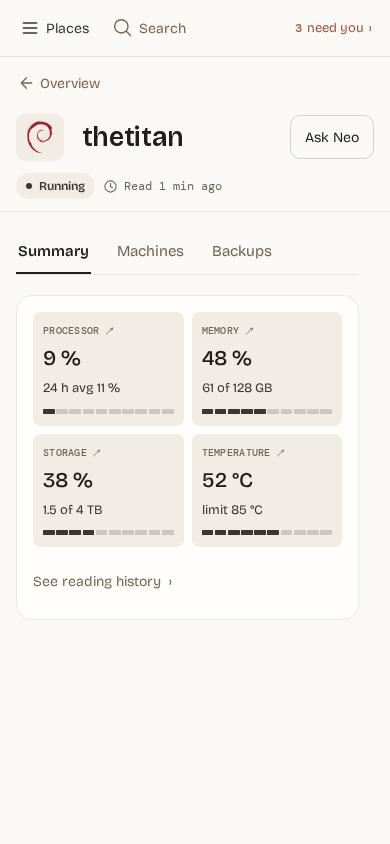 Places
Search
3 need you ›
← Overview
thetitan
Ask Neo
Running
Read 1 min ago
Summary
Machines
Backups
PROCESSOR ↗
9 %
24 h avg 11 %
MEMORY ↗
48 %
61 of 128 GB
STORAGE ↗
38 %
1.5 of 4 TB
TEMPERATURE ↗
52 °C
limit 85 °C
See reading history ›